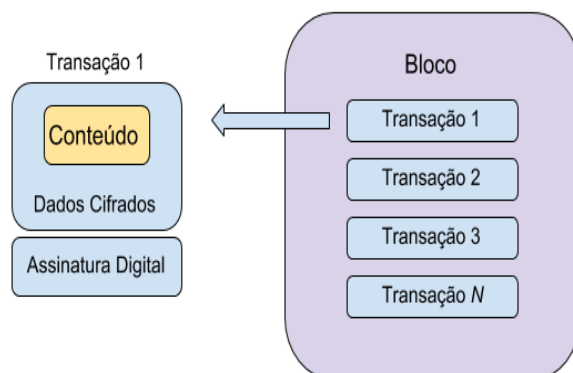 Transação 1
Conteúdo
Dados Cifrados
Assinatura Digital
Bloco
Transação 1
Transação 2
Transação 3
Transação N